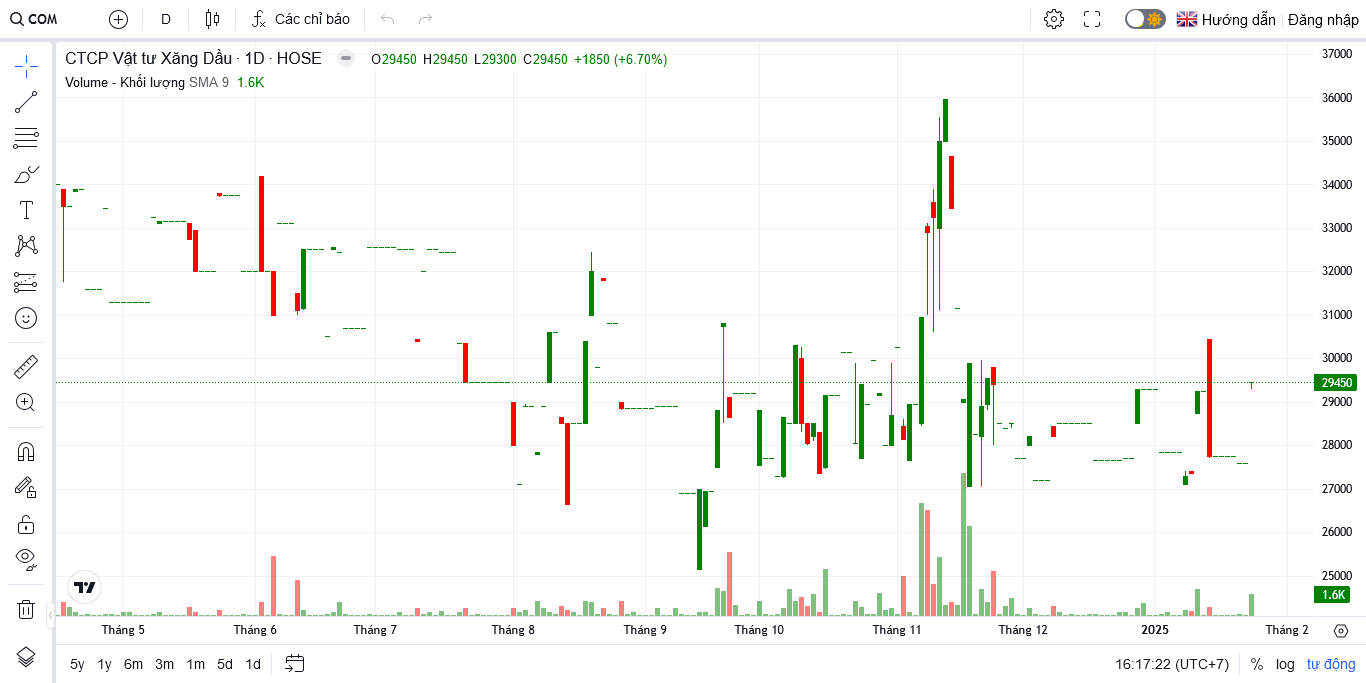 COM D Các chỉ báo Hướng dẫn Đăng nhập
CTCP Vật tư Xăng Dầu · 1D · HOSE O29450 H29450 L29300 C29450 +1850 (+6.70%)
Volume - Khối lượng SMA 9 1.6K
37000
36000
35000
34000
33000
32000
31000
30000
29450
29000
28000
27000
26000
25000
1.6K
Tháng 5 Tháng 6 Tháng 7 Tháng 8 Tháng 9 Tháng 10 Tháng 11 Tháng 12 2025 Tháng 2
5y 1y 6m 3m 1m 5d 1d 16:17:22 (UTC+7) % log tự động